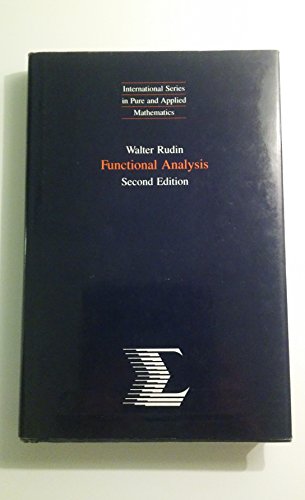 International Series
in Pure and Applied
Mathematics
Walter Rudin
Functional Analysis
Second Edition